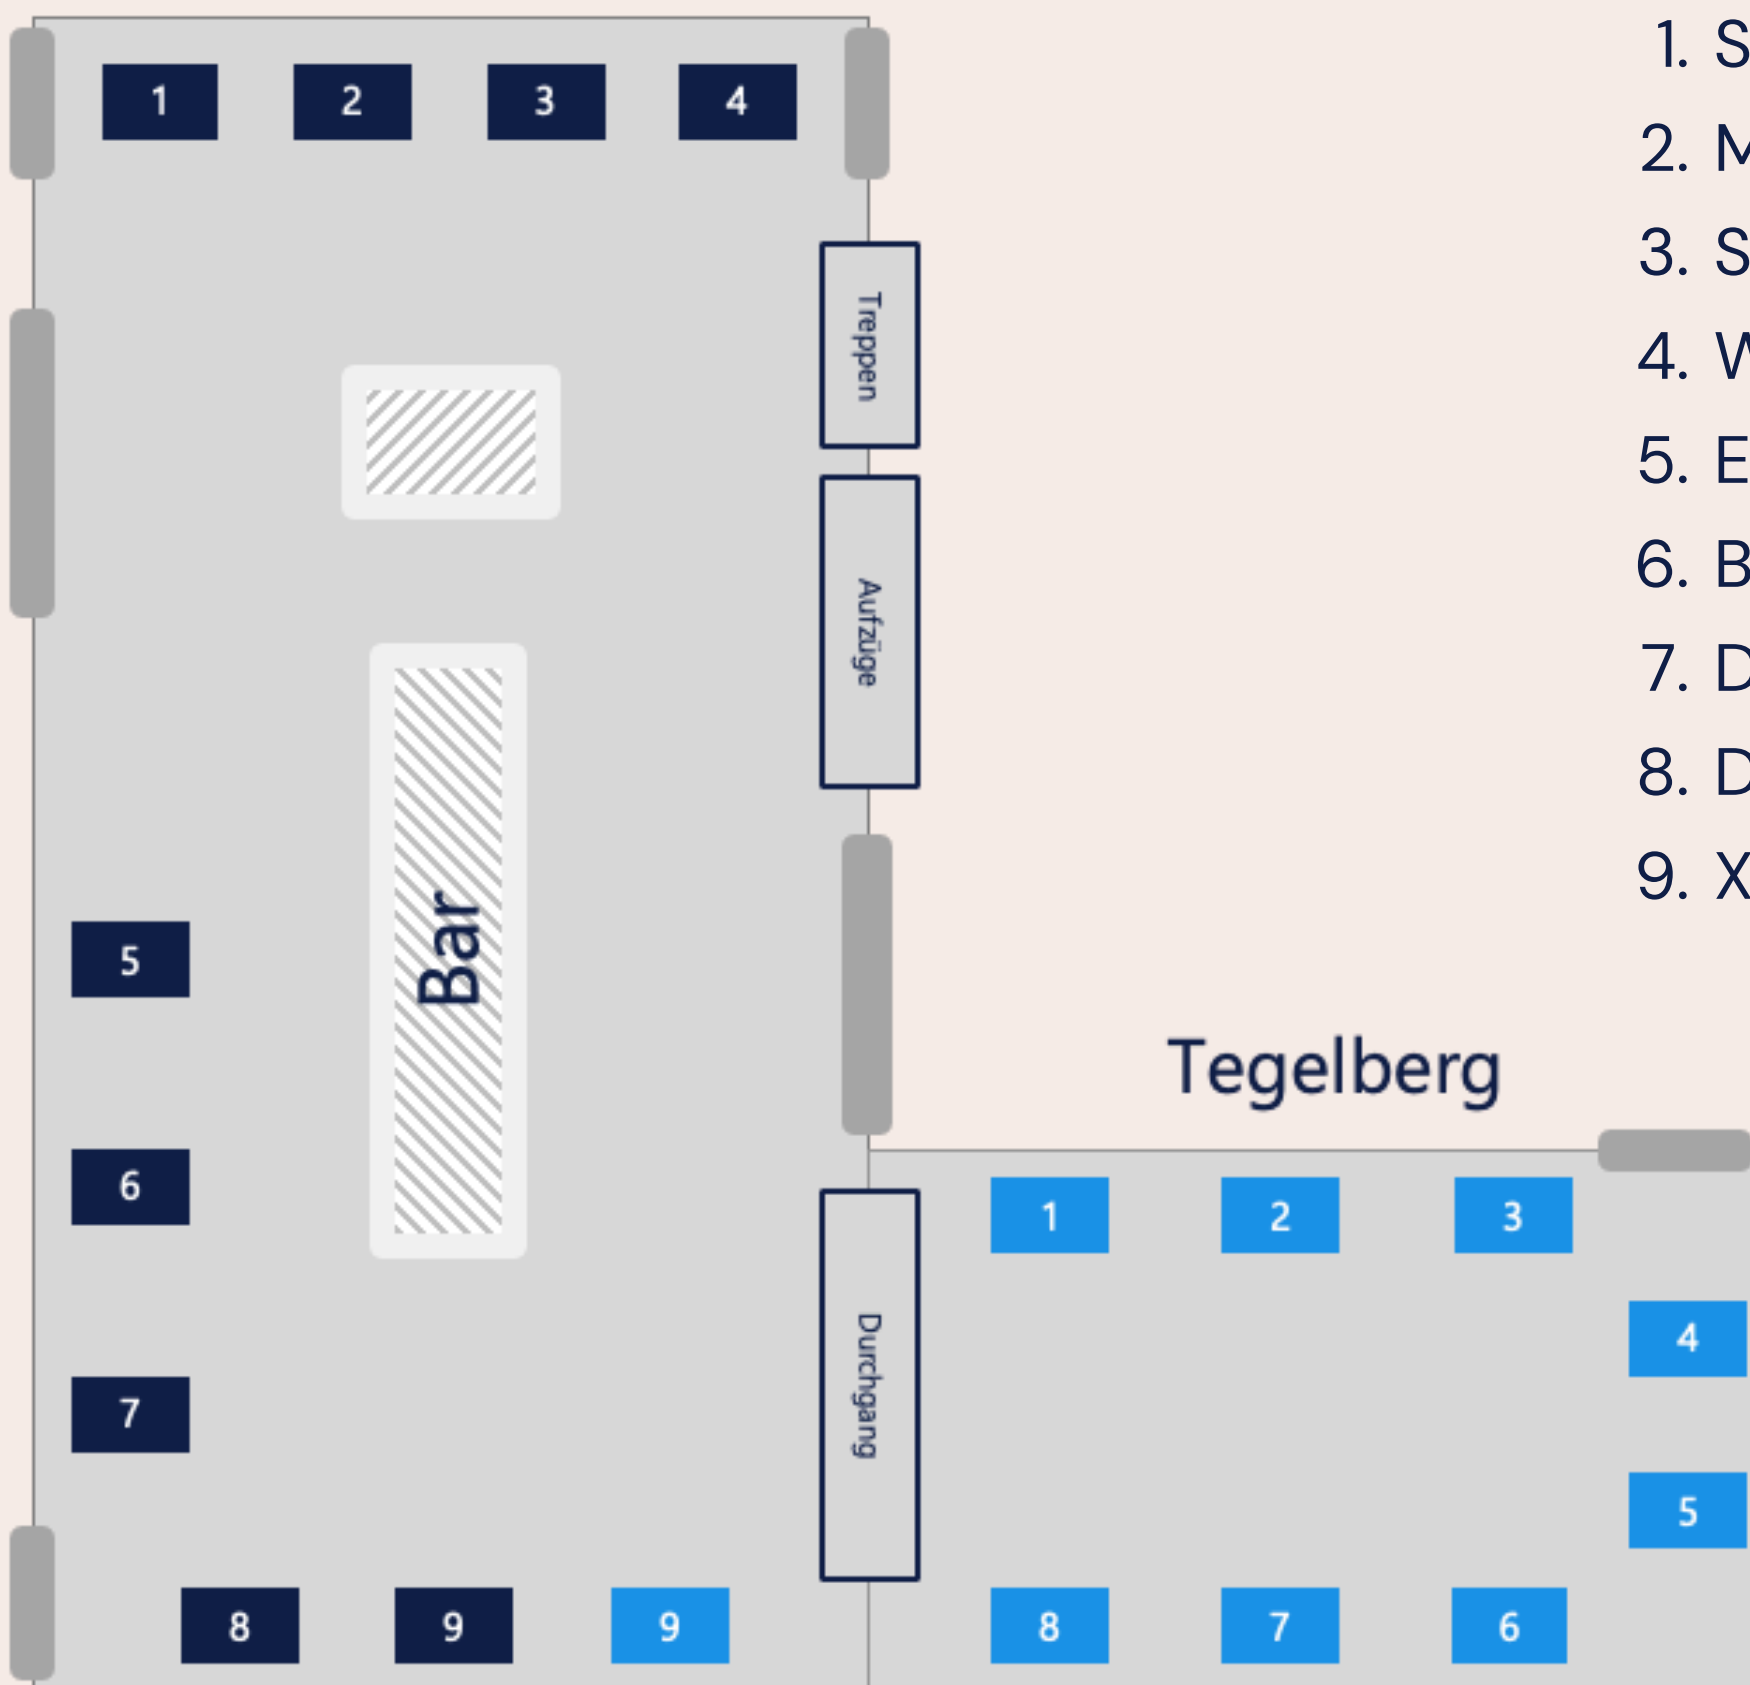 1 2 3 4
Treppen
Aufzüge
Bar
5
6
7
Durchgang
8 9 9
1. S
2. M
3. S
4. W
5. E
6. B
7. D
8. D
9. X
Tegelberg
1 2 3
4
5
8 7 6